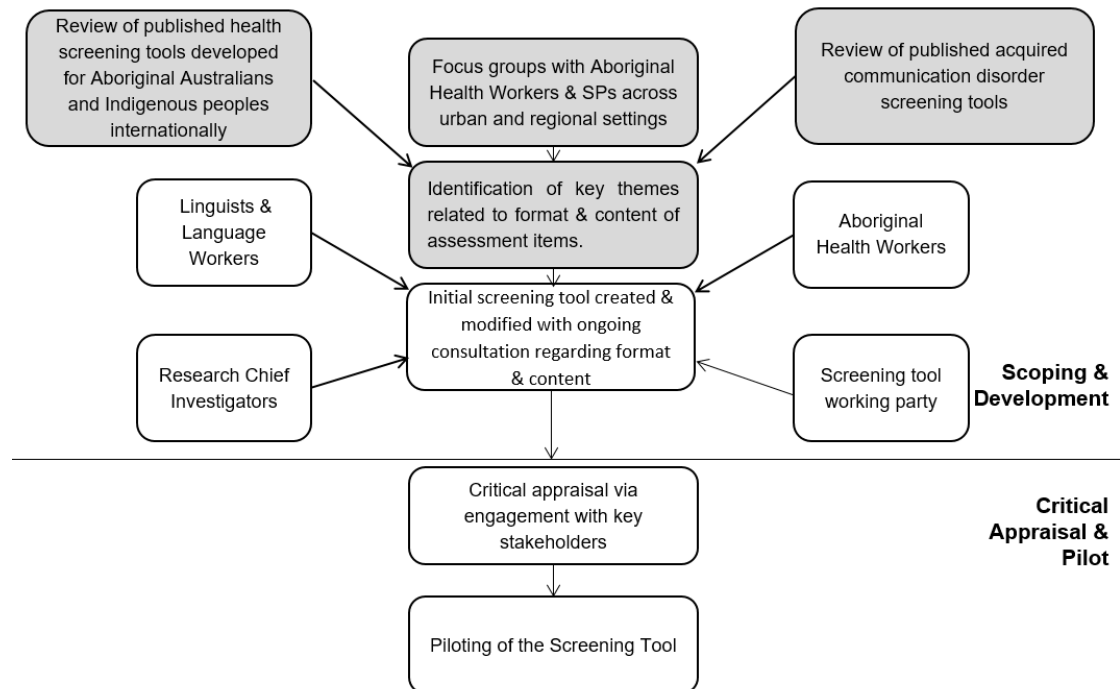 Review of published health
screening tools developed
for Aboriginal Australians
and Indigenous peoples
internationally
Focus groups with Aboriginal
Health Workers & SPs across
urban and regional settings
Review of published acquired
communication disorder
screening tools
Identification of key themes
related to format & content of
assessment items.
Linguists &
Language
Workers
Aboriginal
Health Workers
Initial screening tool created &
modified with ongoing
consultation regarding format
& content
Research Chief
Investigators
Screening tool
working party
Scoping &
Development
Critical appraisal via
engagement with key
stakeholders
Critical
Appraisal &
Pilot
Piloting of the Screening Tool